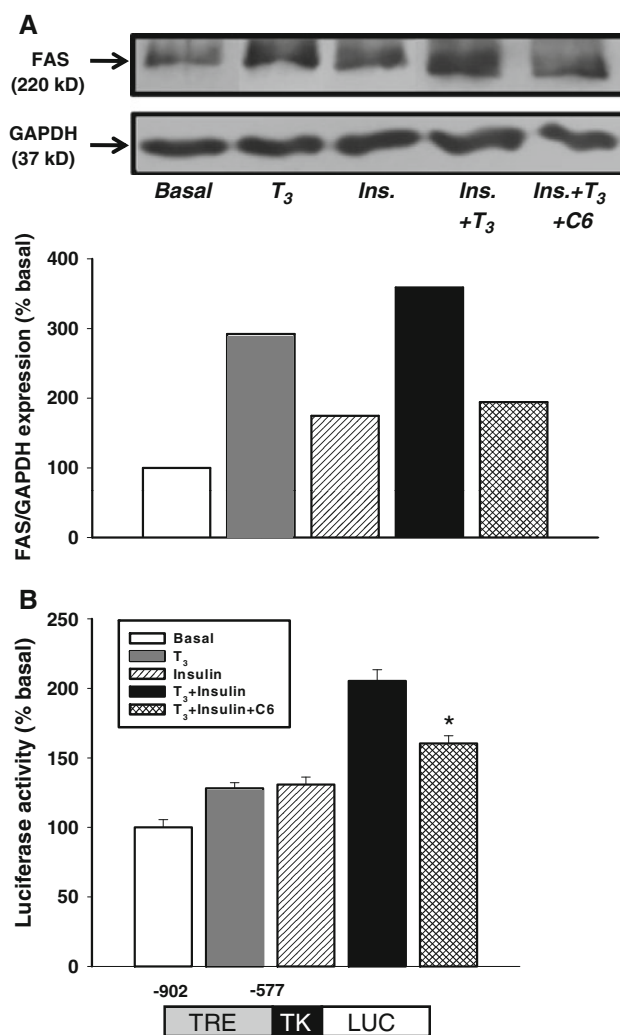 A
FAS
(220 kD)
GAPDH
(37 kD)
Basal T₃ Ins. Ins. +T₃ Ins.+T₃ +C6
FAS/GAPDH expression (% basal)
400
300
200
100
0
B
Luciferase activity (% basal)
250
200
150
100
50
0
Basal
T₃
Insulin
T₃+Insulin
T₃+Insulin+C6
*
-902 -577
TRE TK LUC